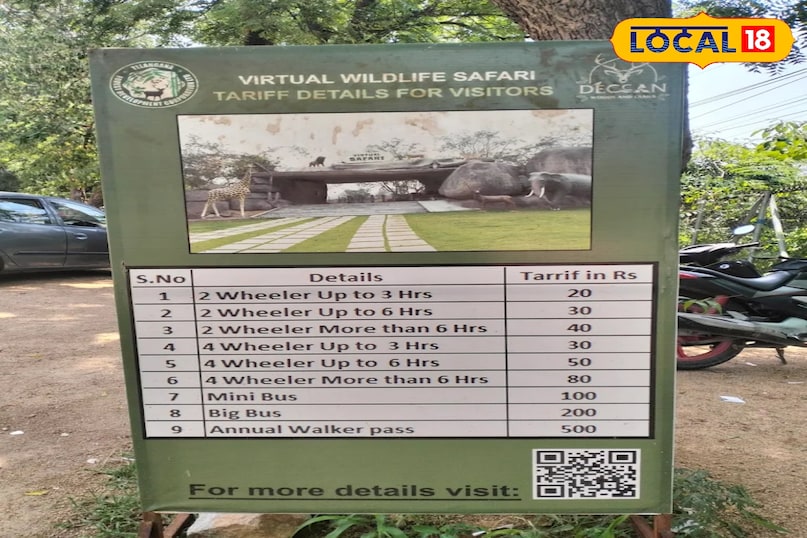 LOCAL 18
VIRTUAL WILDLIFE SAFARI
TARIFF DETAILS FOR VISITORS
DECCAN
VIRTUAL
SAFARI
S.No Details Tarrif in Rs
1 2 Wheeler Up to 3 Hrs 20
2 2 Wheeler Up to 6 Hrs 30
3 2 Wheeler More than 6 Hrs 40
4 4 Wheeler Up to 3 Hrs 30
5 4 Wheeler Up to 6 Hrs 50
6 4 Wheeler More than 6 Hrs 80
7 Mini Bus 100
8 Big Bus 200
9 Annual Walker pass 500
For more details visit: